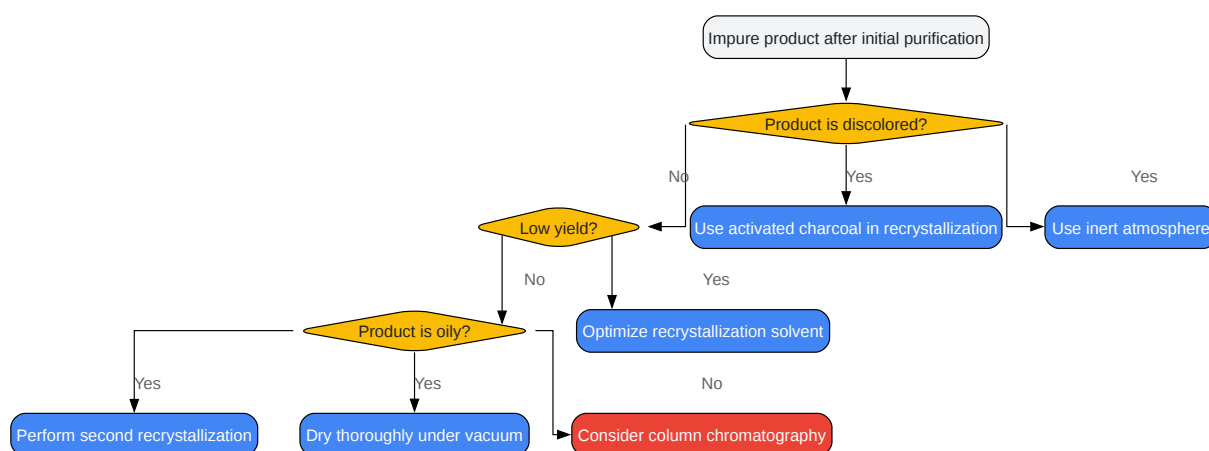 Impure product after initial purification
Product is discolored?
No
Yes
Yes
Low yield?
Use activated charcoal in recrystallization
Use inert atmosphere
No
Yes
Product is oily?
Optimize recrystallization solvent
Yes
Yes
No
Perform second recrystallization
Dry thoroughly under vacuum
Consider column chromatography